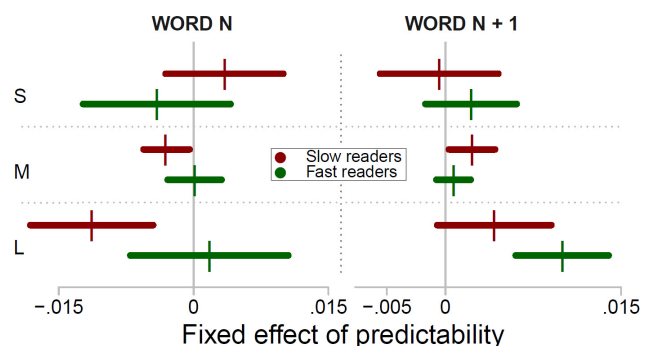 WORD N
WORD N + 1
S
M
L
Slow readers
Fast readers
−.015
0
.015
−.005
0
.015
Fixed effect of predictability